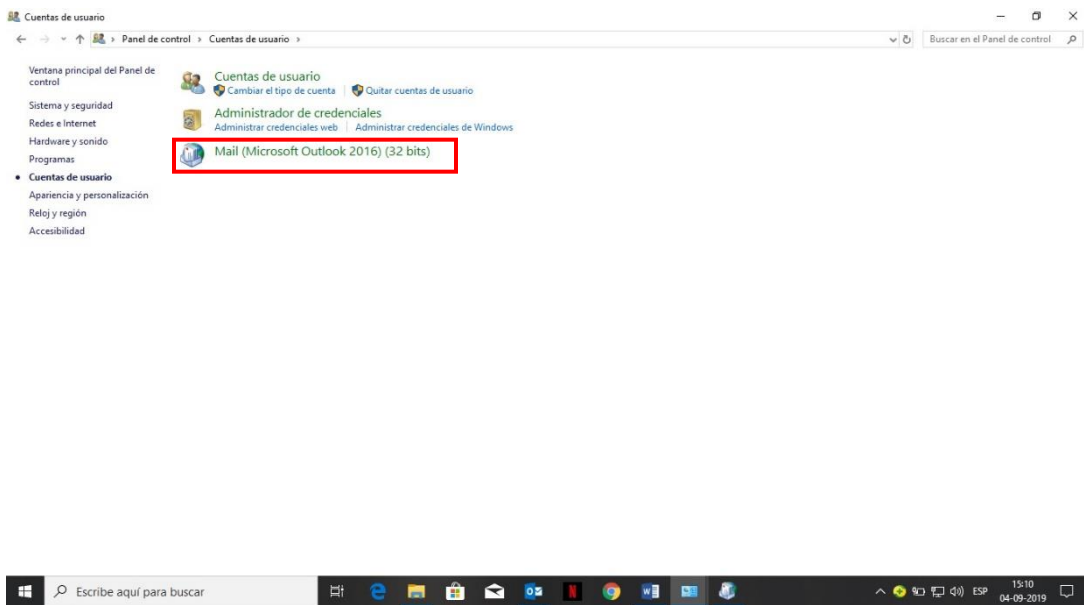 Cuentas de usuario
Panel de control > Cuentas de usuario >
Buscar en el Panel de control
Ventana principal del Panel de
control
Sistema y seguridad
Redes e Internet
Hardware y sonido
Programas
Cuentas de usuario
Apariencia y personalización
Reloj y región
Accesibilidad
Cuentas de usuario
Cambiar el tipo de cuenta
Quitar cuentas de usuario
Administrador de credenciales
Administrar credenciales web
Administrar credenciales de Windows
Mail (Microsoft Outlook 2016) (32 bits)
Escribe aquí para buscar
ESP
15:10
04-09-2019